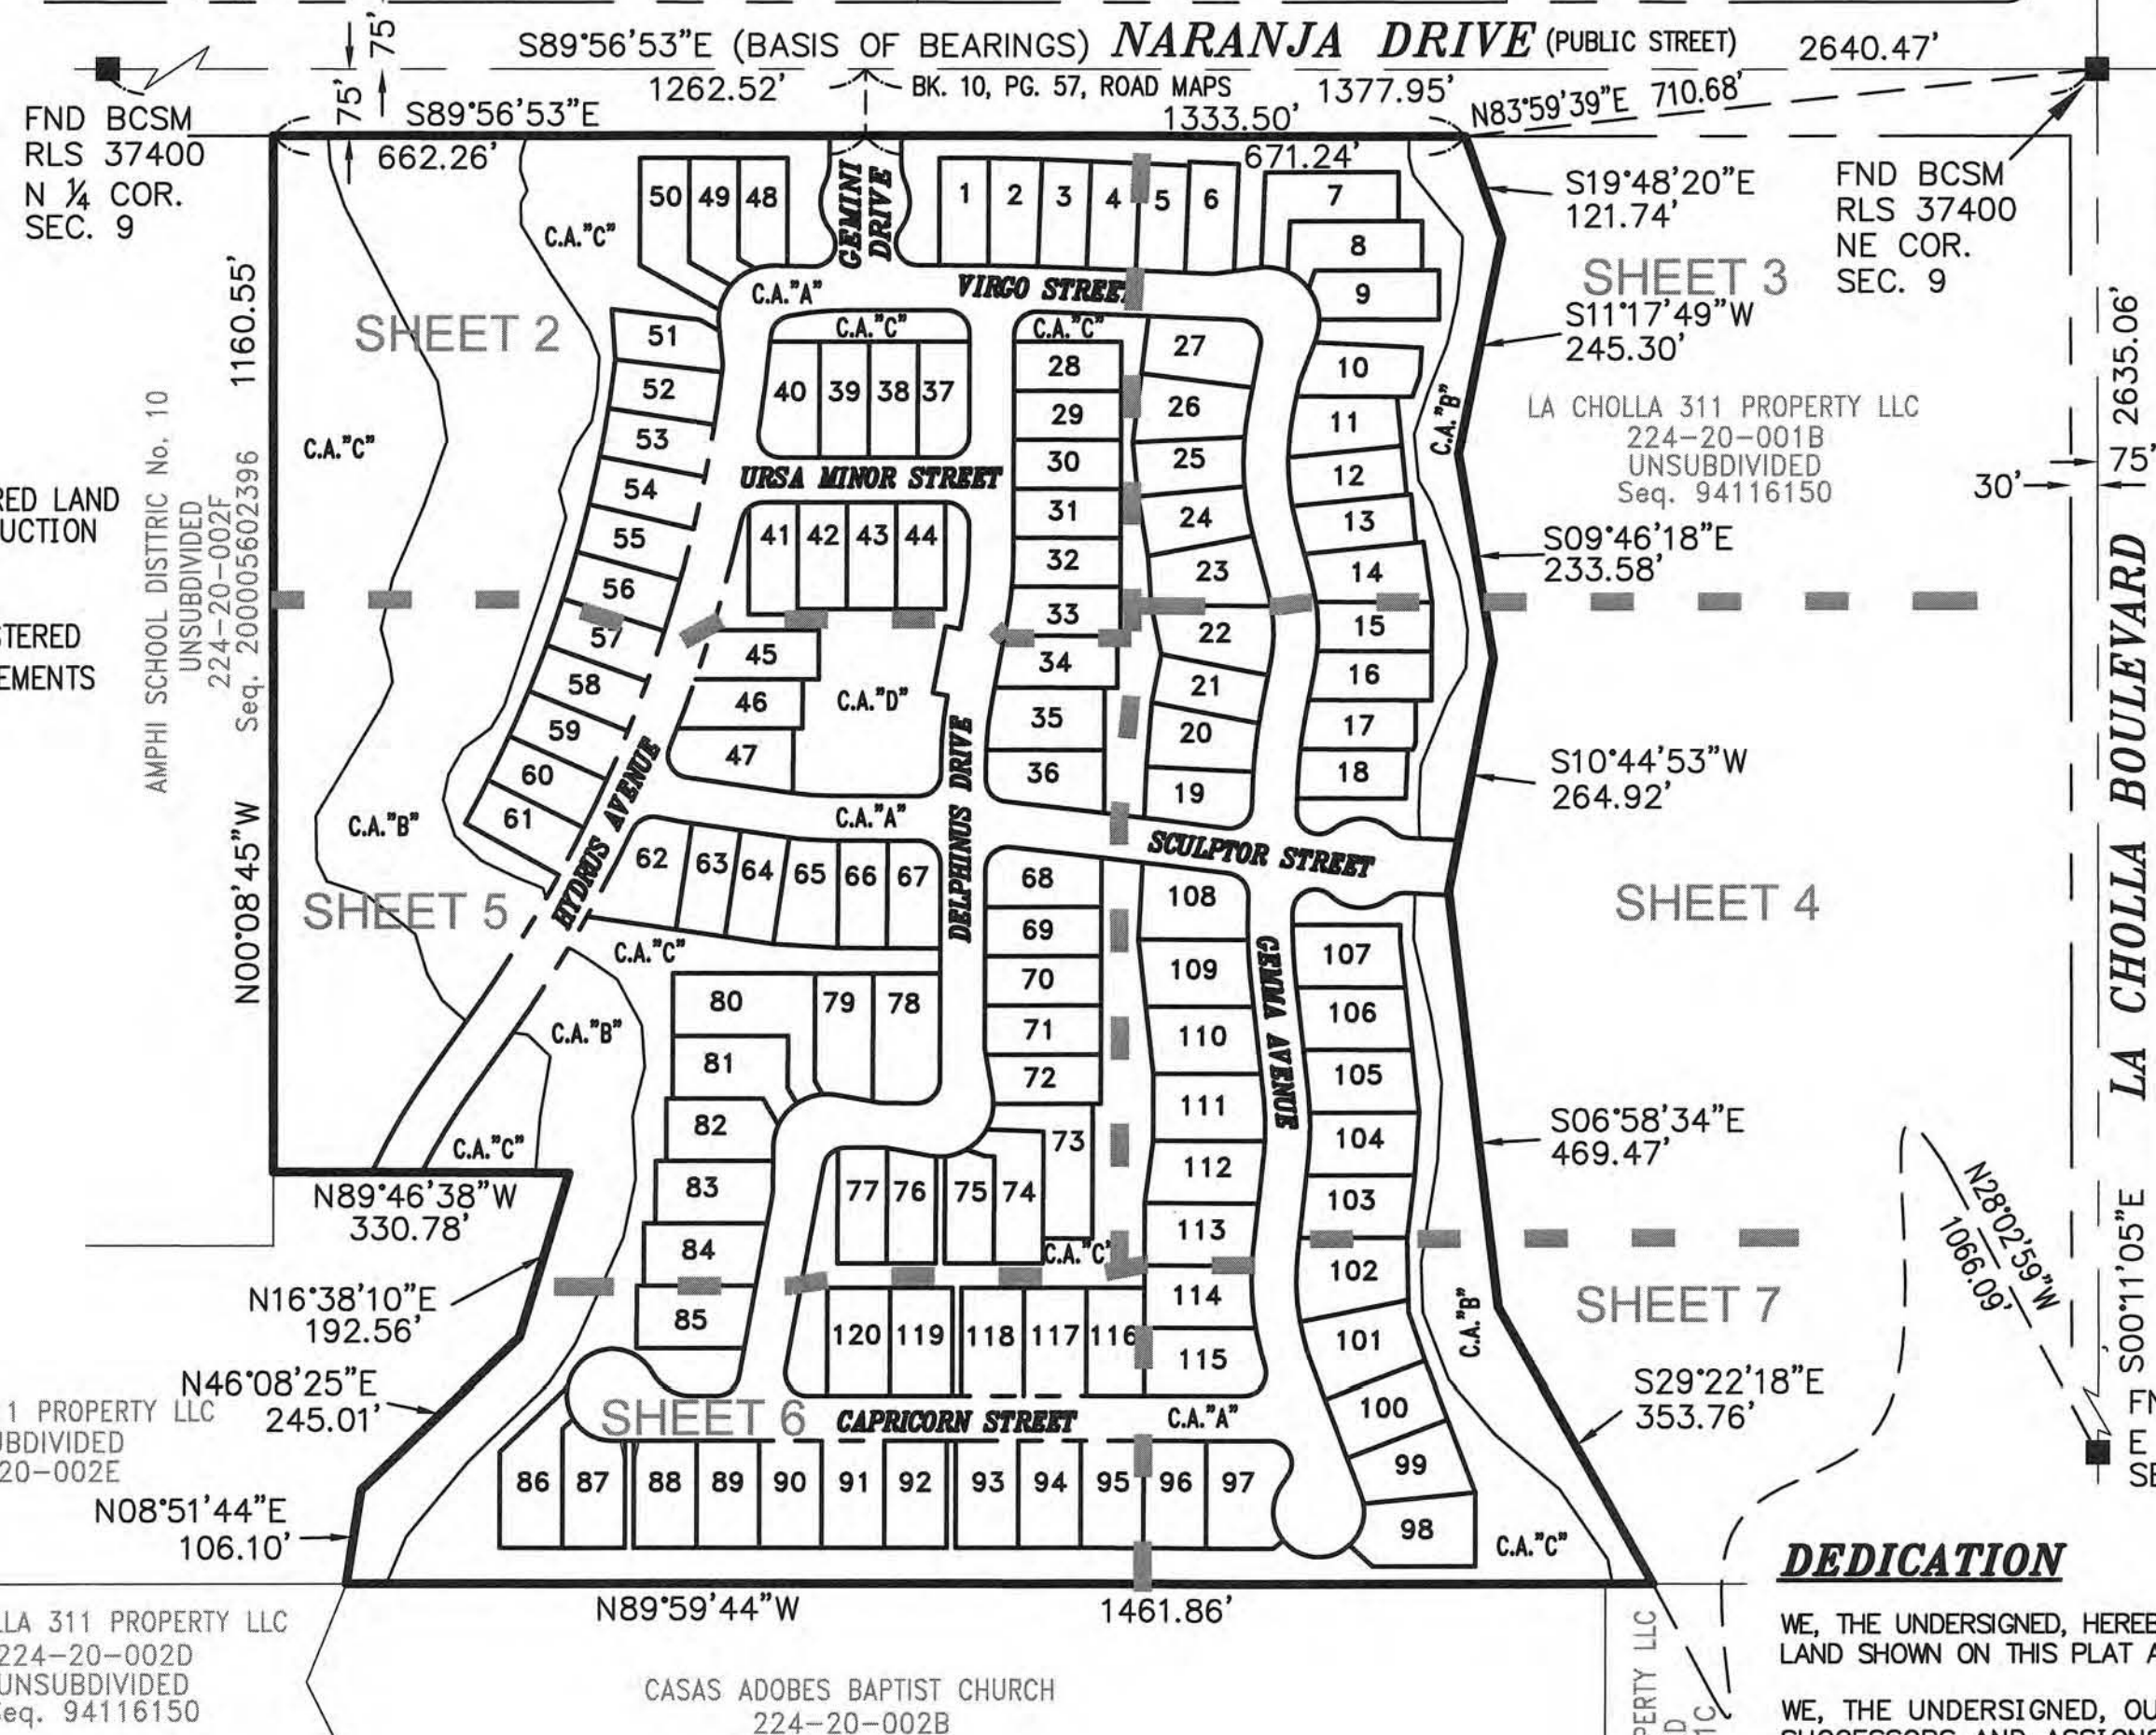 75'
75'
S89°56'53"E (BASIS OF BEARINGS) NARANJA DRIVE (PUBLIC STREET) 2640.47'
1262.52' BK. 10, PG. 57, ROAD MAPS 1377.95'
N83°59'39"E 710.68'
S89°56'53"E 1333.50'
662.26' 671.24'
FND BCSM
RLS 37400
N ¼ COR.
SEC. 9
FND BCSM
RLS 37400
NE COR.
SEC. 9
GEMINI
DRIVE
50 49 48
1 2 3 4 5 6
7
8
9
C.A."C"
C.A."A"
VIRGO STREET
S19°48'20"E
121.74'
SHEET 3
S11°17'49"W
245.30'
SHEET 2
1160.55'
51
52
53
54
55
56
57
58
59
60
61
C.A."C"
40 39 38 37
URSA MINOR STREET
41 42 43 44
C.A."C"
28
29
30
31
32
33
34
35
36
27
26
25
24
23
22
21
20
19
10
11
12
13
14
15
16
17
18
C.A."B"
LA CHOLLA 311 PROPERTY LLC
224-20-001B
UNSUBDIVIDED
Seq. 94116150
30'
75'
2635.06'
LA CHOLLA BOULEVARD
S09°46'18"E
233.58'
S10°44'53"W
264.92'
SHEET 4
AMPHI SCHOOL DISTTRIC No. 10
UNSUBDIVIDED
224-20-002F
Seq. 20005602396
RED LAND
UCTION
STERED
EMENTS
C.A."C"
C.A."B"
N00°08'45"W
SHEET 5
45
46
47
C.A."D"
HYDRUS AVENUE
DELPHINUS DRIVE
C.A."A"
SCULPTOR STREET
62 63 64 65 66 67
C.A."C"
68
69
70
71
72
73
108
109
110
111
112
113
114
115
GEMMA AVENUE
107
106
105
104
103
102
101
100
99
98
C.A."B"
80 79 78
81
82
83
84
85
C.A."B"
C.A."C"
77 76 75 74
C.A."C"
S06°58'34"E
469.47'
N28°02'59"W
1066.09'
S00°11'05"E
N89°46'38"W
330.78'
N16°38'10"E
192.56'
N46°08'25"E
245.01'
N08°51'44"E
106.10'
1 PROPERTY LLC
UBDIVIDED
20-002E
120 119 118 117 116
SHEET 6
CAPRICORN STREET
C.A."A"
86 87 88 89 90 91 92 93 94 95 96 97
SHEET 7
S29°22'18"E
353.76'
C.A."C"
FN
E
SE
N89°59'44"W 1461.86'
LLA 311 PROPERTY LLC
224-20-002D
UNSUBDIVIDED
Seq. 94116150
CASAS ADOBES BAPTIST CHURCH
224-20-002B
PERTY LLC
D
1C
DEDICATION
WE, THE UNDERSIGNED, HEREB
LAND SHOWN ON THIS PLAT A
WE, THE UNDERSIGNED, OU